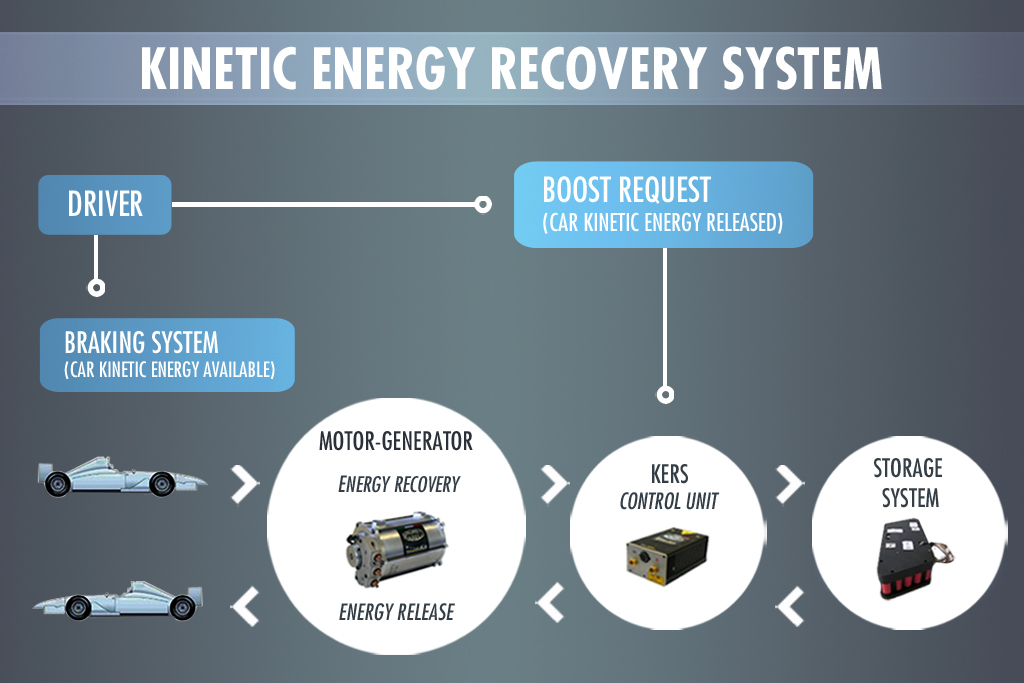 KINETIC ENERGY RECOVERY SYSTEM
DRIVER
BOOST REQUEST
(CAR KINETIC ENERGY RELEASED)
BRAKING SYSTEM
(CAR KINETIC ENERGY AVAILABLE)
MOTOR-GENERATOR
ENERGY RECOVERY
ENERGY RELEASE
KERS
CONTROL UNIT
STORAGE
SYSTEM